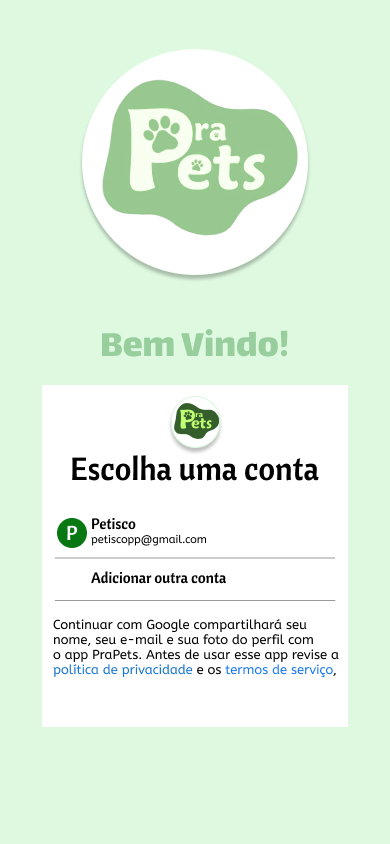 Pra
Pets
Bem Vindo!
Pra
Pets
Escolha uma conta
P
Petisco
petiscopp@gmail.com
Adicionar outra conta
Continuar com Google compartilhará seu
nome, seu e-mail e sua foto do perfil com
o app PraPets. Antes de usar esse app revise a
política de privacidade e os termos de serviço,